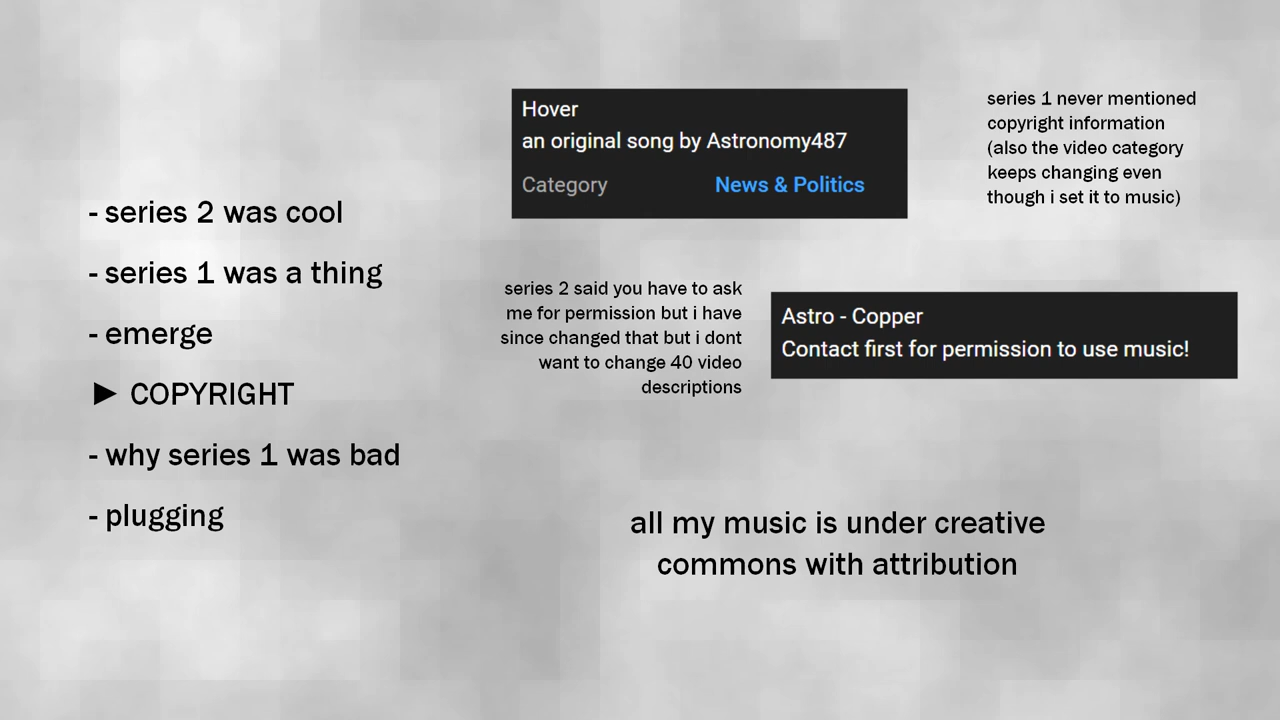 - series 2 was cool
- series 1 was a thing
- emerge
► COPYRIGHT
- why series 1 was bad
- plugging
Hover
an original song by Astronomy487
Category News & Politics
series 1 never mentioned
copyright information
(also the video category
keeps changing even
though i set it to music)
series 2 said you have to ask
me for permission but i have
since changed that but i dont
want to change 40 video
descriptions
Astro - Copper
Contact first for permission to use music!
all my music is under creative
commons with attribution